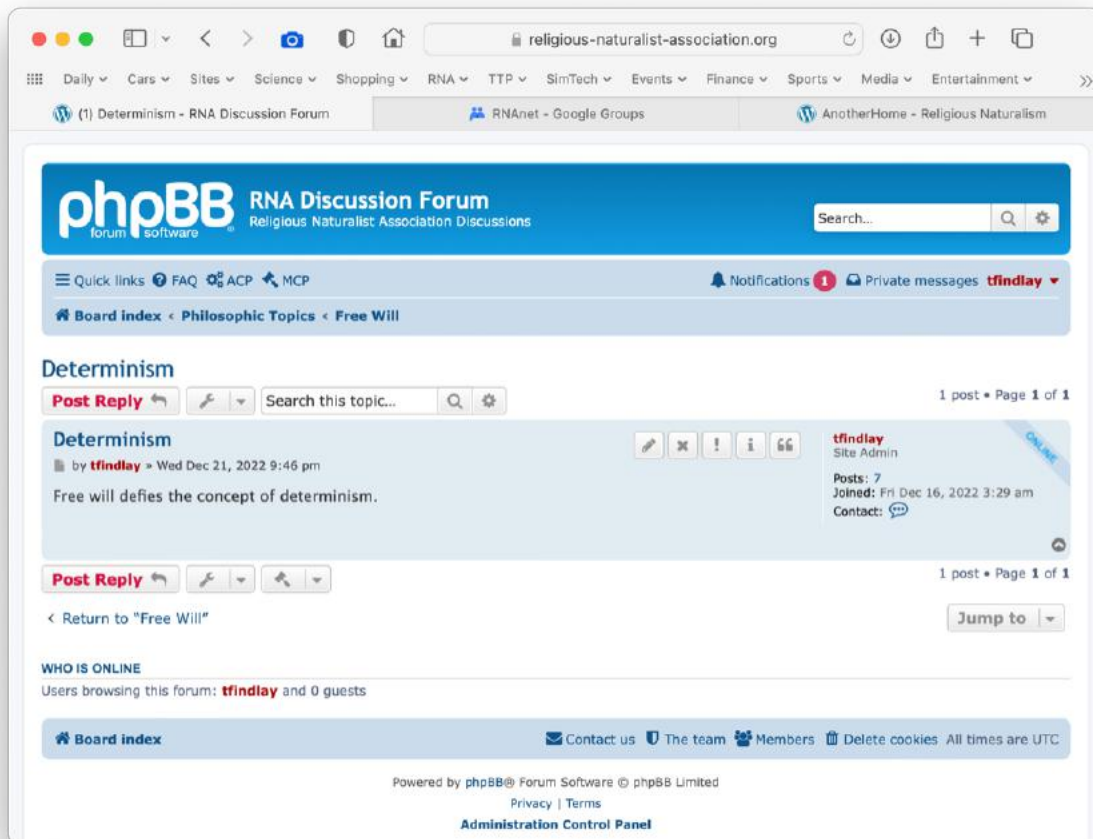 religious-naturalist-association.org
Daily Cars Sites Science Shopping RNA TTP SimTech Events Finance Sports Media Entertainment
(1) Determinism - RNA Discussion Forum RNAnet - Google Groups AnotherHome - Religious Naturalism
phpBB forum software
RNA Discussion Forum
Religious Naturalist Association Discussions
Search...
Quick links FAQ ACP MCP Notifications 1 Private messages tfindlay
Board index ‹ Philosophic Topics ‹ Free Will
Determinism
Post Reply Search this topic... 1 post • Page 1 of 1
Determinism
by tfindlay » Wed Dec 21, 2022 9:46 pm
Free will defies the concept of determinism.
tfindlay
Site Admin
ONLINE
Posts: 7
Joined: Fri Dec 16, 2022 3:29 am
Contact:
Post Reply 1 post • Page 1 of 1
Return to "Free Will" Jump to
WHO IS ONLINE
Users browsing this forum: tfindlay and 0 guests
Board index Contact us The team Members Delete cookies All times are UTC
Powered by phpBB® Forum Software © phpBB Limited
Privacy | Terms
Administration Control Panel